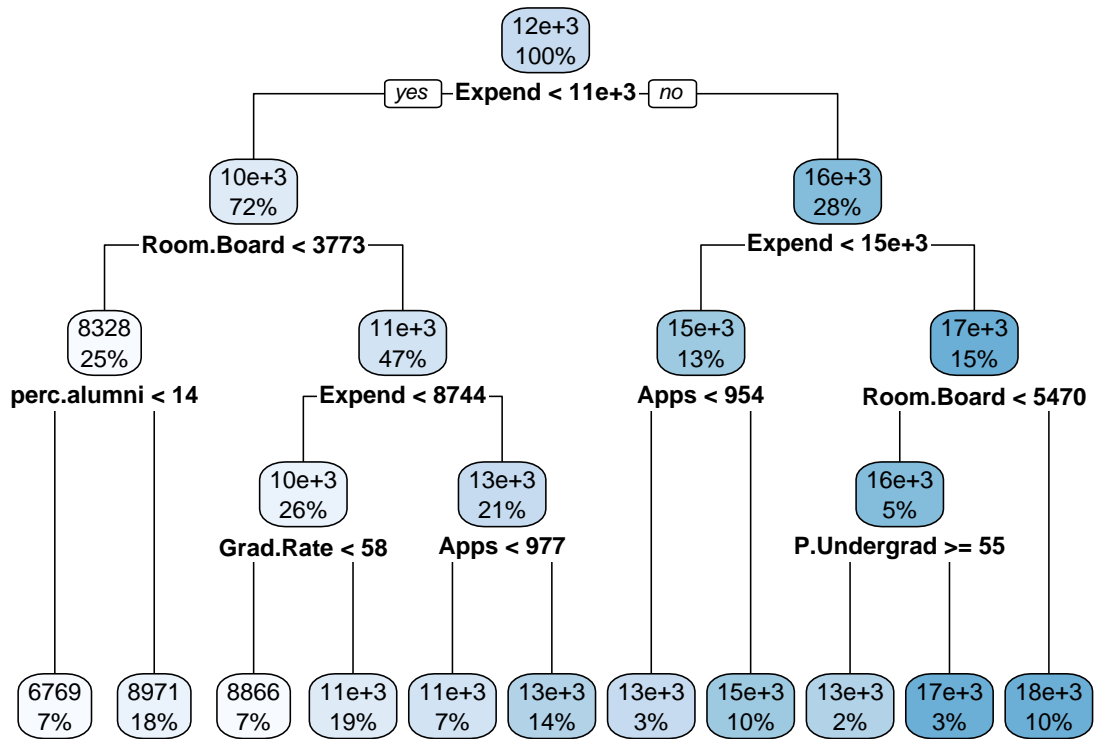 12e+3
100%
yes Expend < 11e+3 no
10e+3
72%
16e+3
28%
Room.Board < 3773
Expend < 15e+3
8328
25%
11e+3
47%
15e+3
13%
17e+3
15%
perc.alumni < 14
Expend < 8744
Apps < 954
Room.Board < 5470
10e+3
26%
13e+3
21%
16e+3
5%
Grad.Rate < 58
Apps < 977
P.Undergrad >= 55
6769
7%
8971
18%
8866
7%
11e+3
19%
11e+3
7%
13e+3
14%
13e+3
3%
15e+3
10%
13e+3
2%
17e+3
3%
18e+3
10%